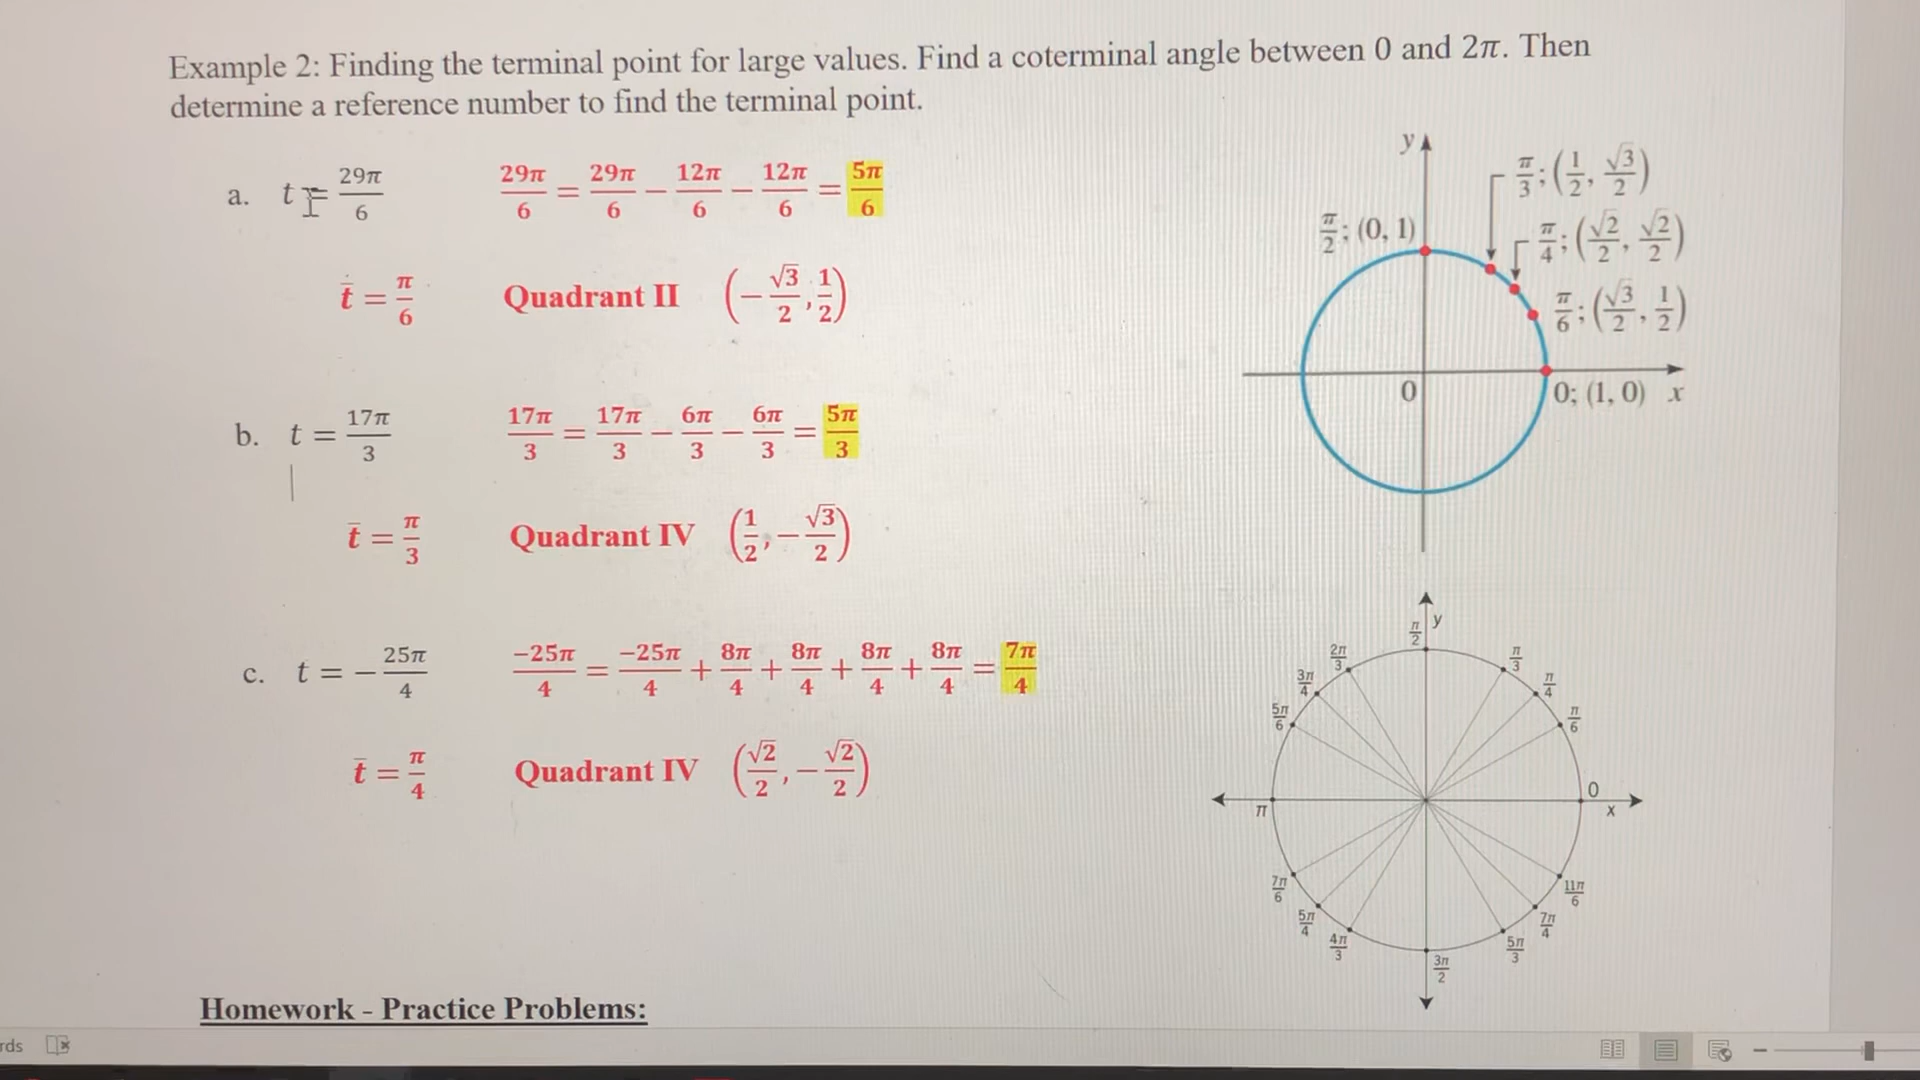 Example 2: Finding the terminal point for large values. Find a coterminal angle between 0 and 2π. Then
determine a reference number to find the terminal point.
a. t = 29π/6 29π/6 = 29π/6 − 12π/6 − 12π/6 = 5π/6
t̄ = π/6 Quadrant II (−√3/2, 1/2)
b. t = 17π/3 17π/3 = 17π/3 − 6π/3 − 6π/3 = 5π/3
t̄ = π/3 Quadrant IV (1/2, −√3/2)
c. t = −25π/4 −25π/4 = −25π/4 + 8π/4 + 8π/4 + 8π/4 + 8π/4 = 7π/4
t̄ = π/4 Quadrant IV (√2/2, −√2/2)
y
π/3; (1/2, √3/2)
π/2; (0, 1)
π/4; (√2/2, √2/2)
π/6; (√3/2, 1/2)
0
0; (1, 0) x
y
π/2
2π/3 π/3
3π/4 π/4
5π/6 π/6
π 0 x
7π/6 11π/6
5π/4 7π/4
4π/3 5π/3
3π/2
Homework - Practice Problems:
rds